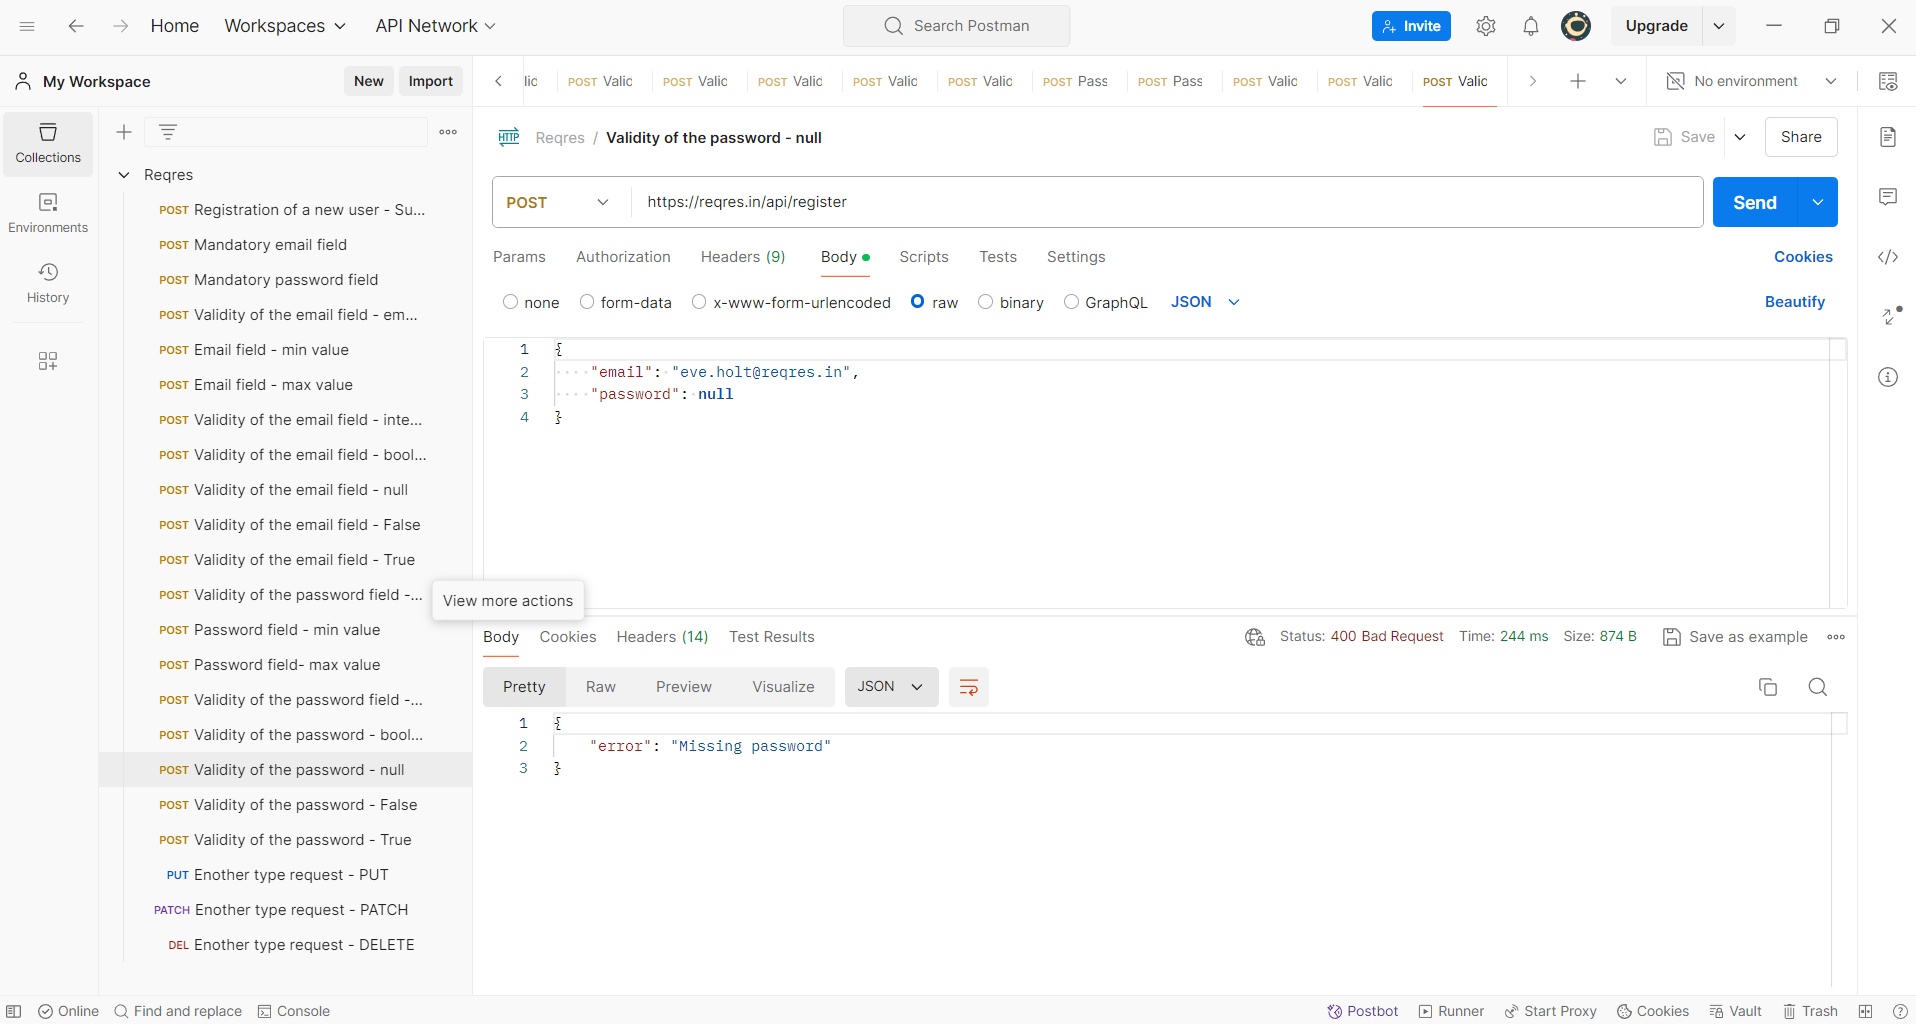 Home Workspaces API Network Search Postman Invite Upgrade
My Workspace New Import
lic POST Valic POST Valic POST Valic POST Valic POST Valic POST Pass POST Pass POST Valic POST Valic POST Valic No environment
Collections
Environments
History
Reqres
POST Registration of a new user - Su...
POST Mandatory email field
POST Mandatory password field
POST Validity of the email field - em...
POST Email field - min value
POST Email field - max value
POST Validity of the email field - inte...
POST Validity of the email field - bool...
POST Validity of the email field - null
POST Validity of the email field - False
POST Validity of the email field - True
POST Validity of the password field -...
POST Password field - min value
POST Password field- max value
POST Validity of the password field -...
POST Validity of the password - bool...
POST Validity of the password - null
POST Validity of the password - False
POST Validity of the password - True
PUT Enother type request - PUT
PATCH Enother type request - PATCH
DEL Enother type request - DELETE
View more actions
HTTP Reqres / Validity of the password - null Save Share
POST https://reqres.in/api/register Send
Params Authorization Headers (9) Body Scripts Tests Settings Cookies
none form-data x-www-form-urlencoded raw binary GraphQL JSON Beautify
1 {
2 "email": "eve.holt@reqres.in",
3 "password": null
4 }
Body Cookies Headers (14) Test Results Status: 400 Bad Request Time: 244 ms Size: 874 B Save as example
Pretty Raw Preview Visualize JSON
1 {
2 "error": "Missing password"
3 }
Online Find and replace Console Postbot Runner Start Proxy Cookies Vault Trash